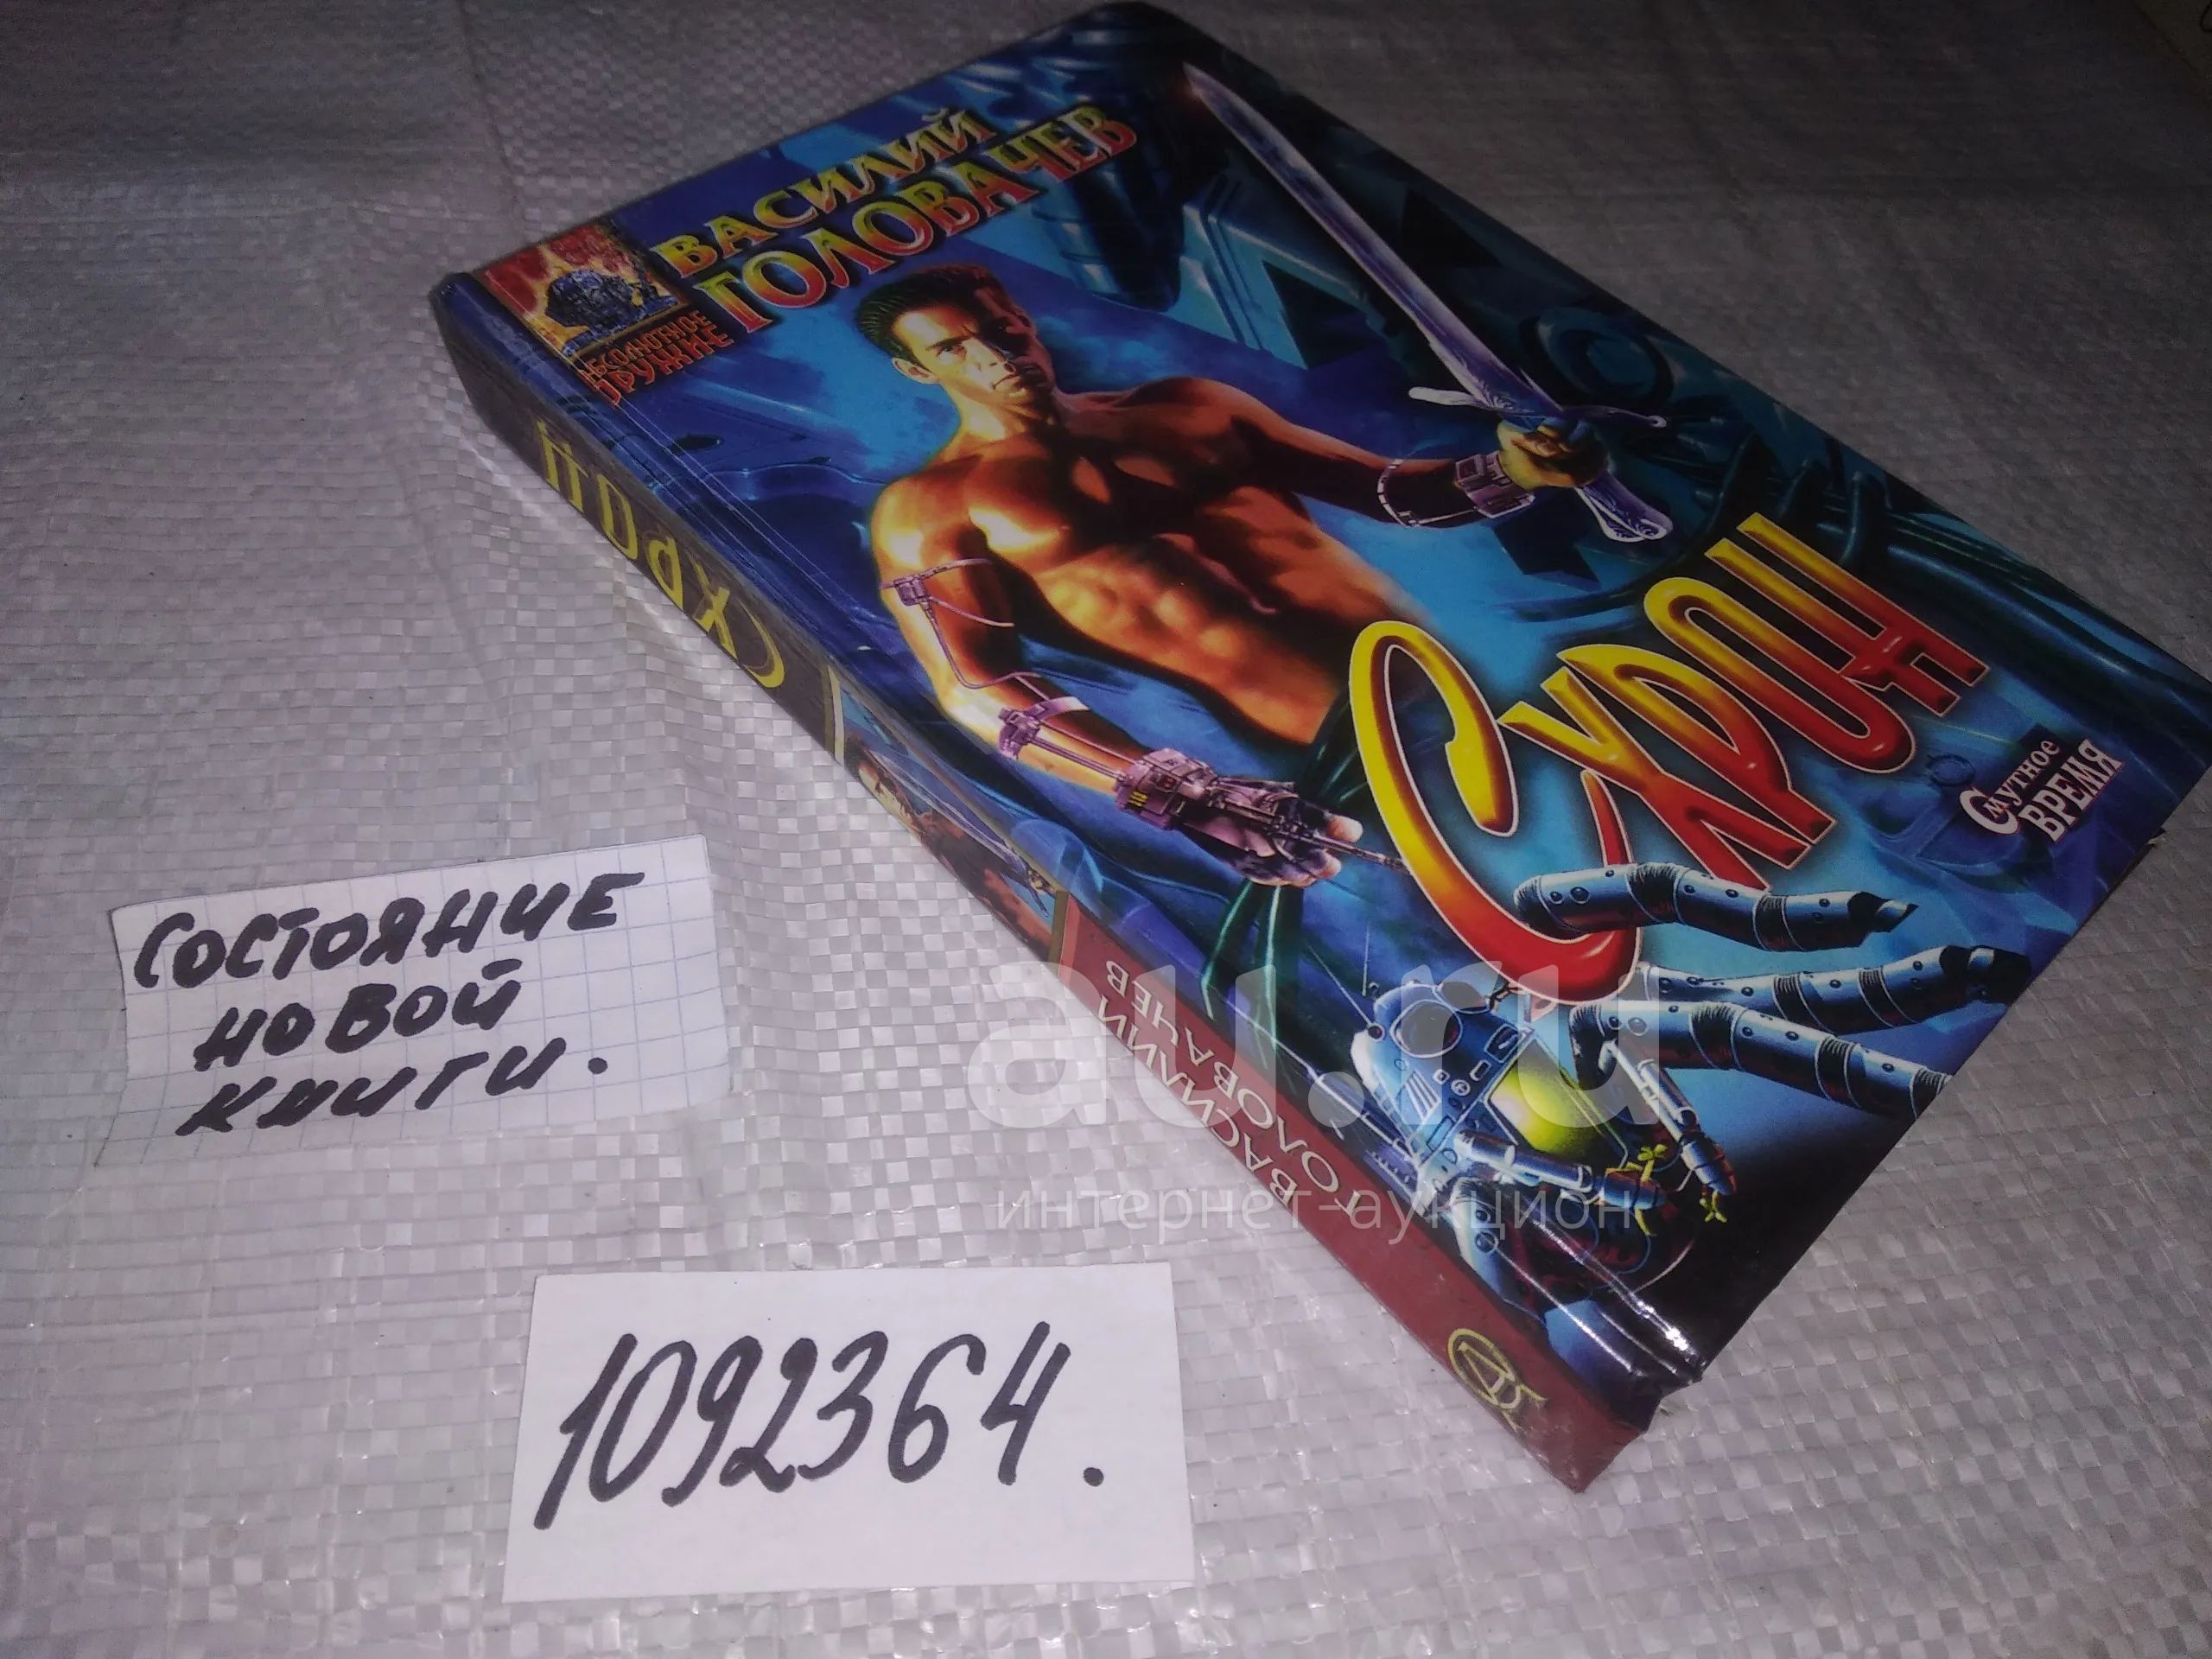 ВАСИЛИЙ
ГОЛОВАЧЕВ
АБСОЛЮТНОЕ
ОРУЖИЕ
СХРОН
Смутное
ВРЕМЯ
СХРОН
ВАСИЛИЙ
ГОЛОВАЧЕВ
СОСТОЯНИЕ
НОВОЙ
КНИГИ.
1092364.
au.ru
интернет-аукцион